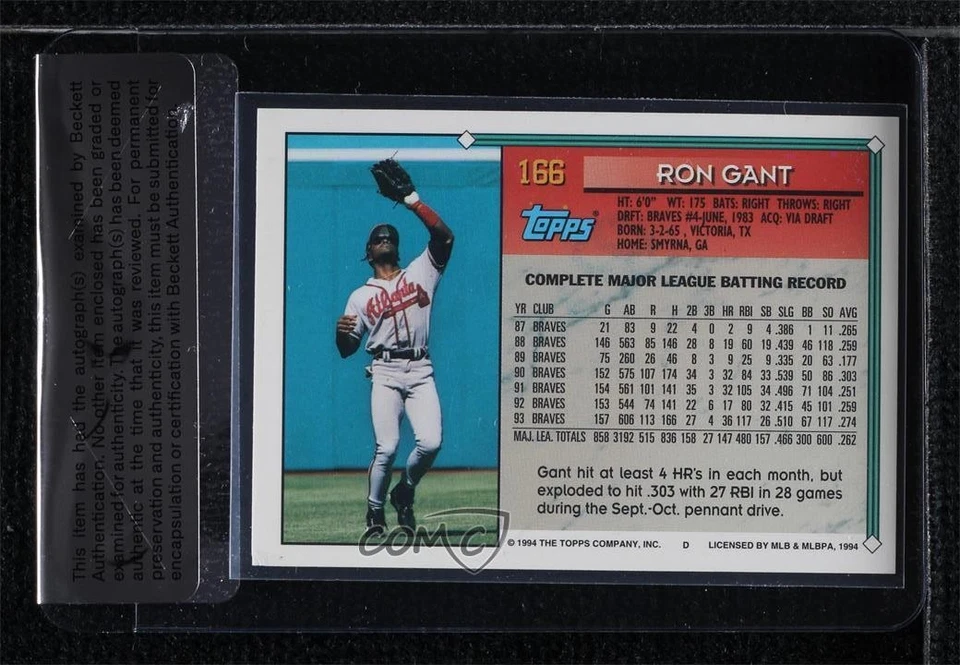 This item has had the autograph(s) examined by Beckett
Authentication. No other item enclosed has been graded or
examined for authenticity. The autograph(s) has been deemed
authentic at the time that it was reviewed. For permanent
preservation and authenticity, this item must be submitted for
encapsulation or certification with Beckett Authentication.
166
RON GANT
topps
HT: 6'0" WT: 175 BATS: RIGHT THROWS: RIGHT
DRFT: BRAVES #4-JUNE, 1983 ACQ: VIA DRAFT
BORN: 3-2-65, VICTORIA, TX
HOME: SMYRNA, GA
COMPLETE MAJOR LEAGUE BATTING RECORD
YR CLUB G AB R H 2B 3B HR RBI SB SLG BB SO AVG
87 BRAVES 21 83 9 22 4 0 2 9 4 .386 1 11 .265
88 BRAVES 146 563 85 146 28 8 19 60 19 .439 46 118 .259
89 BRAVES 75 260 26 46 8 3 9 25 9 .335 20 63 .177
90 BRAVES 152 575 107 174 34 3 32 84 33 .539 50 86 .303
91 BRAVES 154 561 101 141 35 3 32 105 34 .496 71 104 .251
92 BRAVES 153 544 74 141 22 6 17 80 32 .415 45 101 .259
93 BRAVES 157 606 113 166 27 4 36 117 26 .510 67 117 .274
MAJ. LEA. TOTALS 858 3192 515 836 158 27 147 480 157 .466 300 600 .262
Gant hit at least 4 HR's in each month, but
exploded to hit .303 with 27 RBI in 28 games
during the Sept.-Oct. pennant drive.
© 1994 THE TOPPS COMPANY, INC. D LICENSED BY MLB & MLBPA, 1994
Atlanta
COMC